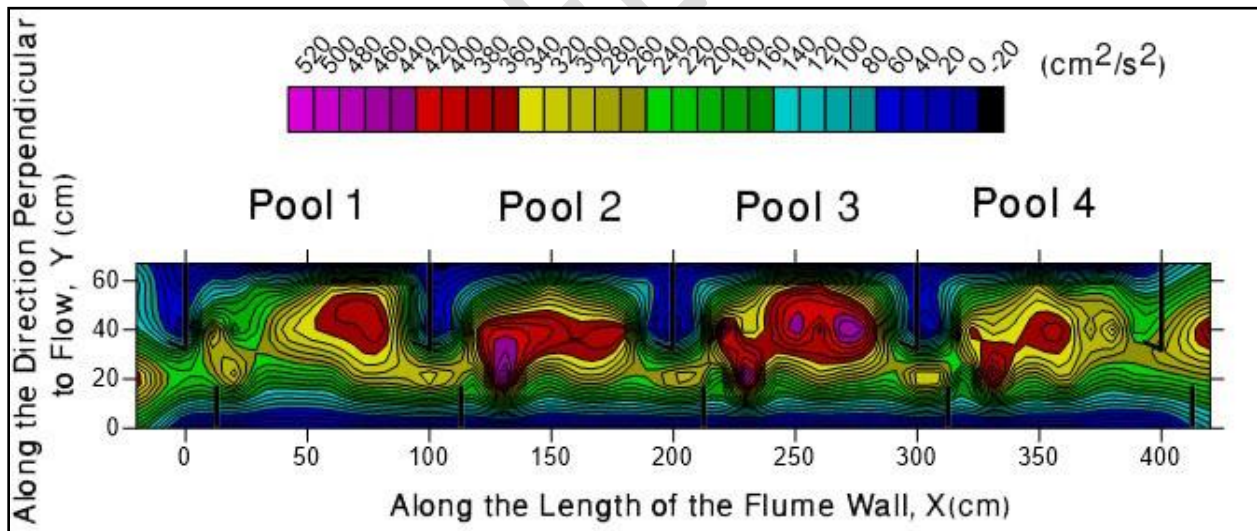 520 500 480 460 440 420 400 380 360 340 320 300 280 260 240 220 200 180 160 140 120 100 80 60 40 20 0 -20 (cm2/s2)
Pool 1 Pool 2 Pool 3 Pool 4
Along the Direction Perpendicular
to Flow, Y (cm)
60
40
20
0
0 50 100 150 200 250 300 350 400
Along the Length of the Flume Wall, X(cm)